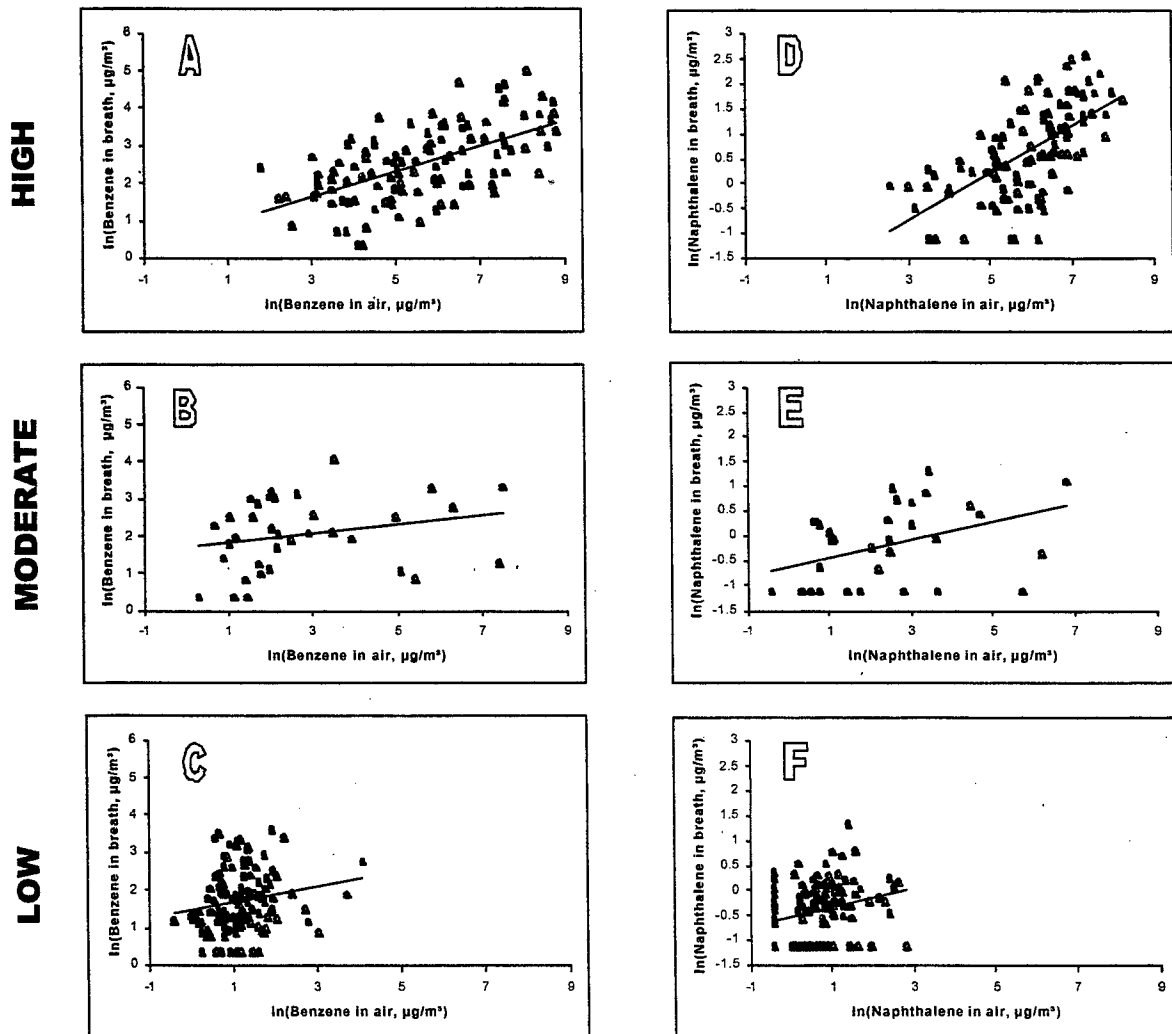 HIGH
A
ln(Benzene in breath, µg/m³)
6
5
4
3
2
1
0
-1 1 3 5 7 9
ln(Benzene in air, µg/m³)
D
ln(Naphthalene in breath, µg/m³)
3
2.5
2
1.5
1
0.5
0
-0.5
-1
-1.5
-1 1 3 5 7 9
ln(Naphthalene in air, µg/m³)
MODERATE
B
ln(Benzene in breath, µg/m³)
6
5
4
3
2
1
0
-1 1 3 5 7 9
ln(Benzene in air, µg/m³)
E
ln(Naphthalene in breath, µg/m³)
3
2.5
2
1.5
1
0.5
0
-0.5
-1
-1.5
-1 1 3 5 7 9
ln(Naphthalene in air, µg/m³)
LOW
C
ln(Benzene in breath, µg/m³)
6
5
4
3
2
1
0
-1 1 3 5 7 9
ln(Benzene in air, µg/m³)
F
ln(Naphthalene in breath, µg/m³)
3
2.5
2
1.5
1
0.5
0
-0.5
-1
-1.5
-1 1 3 5 7 9
ln(Naphthalene in air, µg/m³)